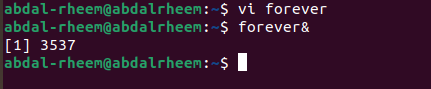 abdal-rheem@abdalrheem:~$ vi forever
abdal-rheem@abdalrheem:~$ forever&
[1] 3537
abdal-rheem@abdalrheem:~$